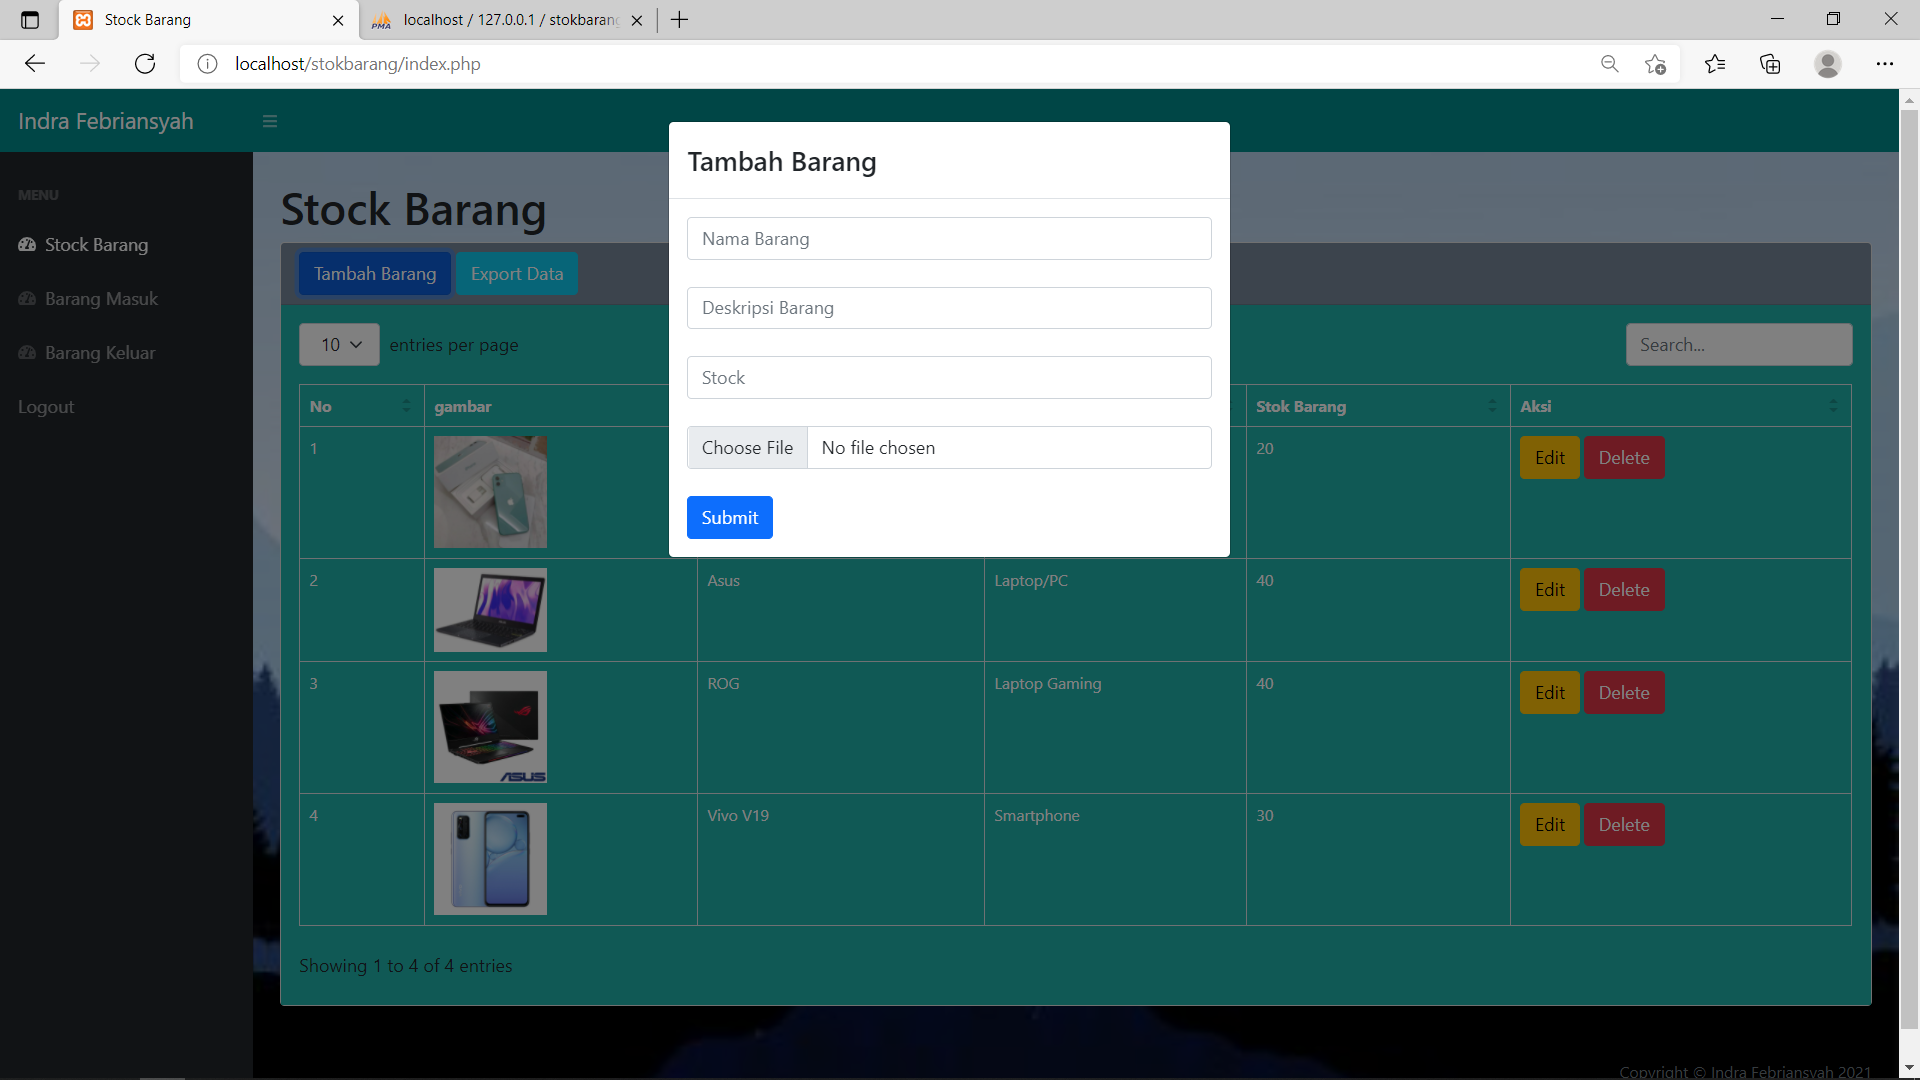 Stock Barang
localhost / 127.0.0.1 / stokbarang
localhost/stokbarang/index.php
Indra Febriansyah
MENU
Stock Barang
Barang Masuk
Barang Keluar
Logout
Stock Barang
Tambah Barang Export Data
10 entries per page
Search...
No gambar Stok Barang Aksi
1 20 Edit Delete
2 Asus Laptop/PC 40 Edit Delete
3 ROG Laptop Gaming 40 Edit Delete
ASUS
4 Vivo V19 Smartphone 30 Edit Delete
Showing 1 to 4 of 4 entries
Tambah Barang
Nama Barang
Deskripsi Barang
Stock
Choose File No file chosen
Submit
Copyright © Indra Febriansyah 2021